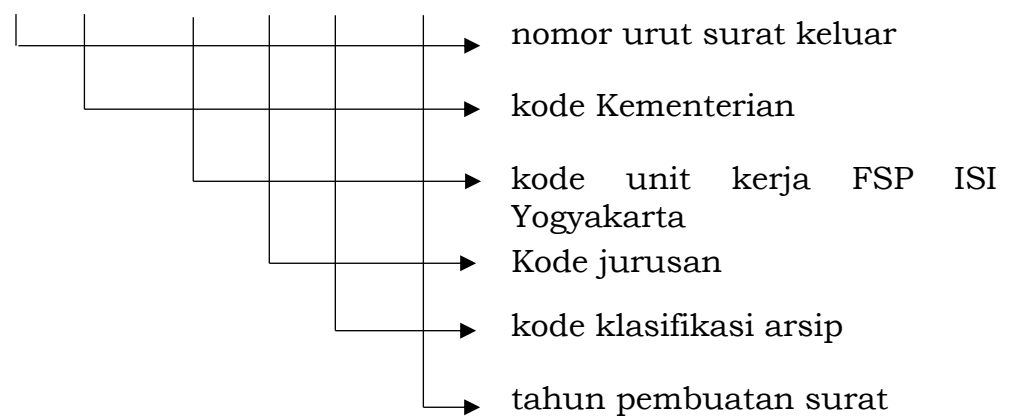 nomor urut surat keluar
kode Kementerian
kode unit kerja FSP ISI
Yogyakarta
Kode jurusan
kode klasifikasi arsip
tahun pembuatan surat